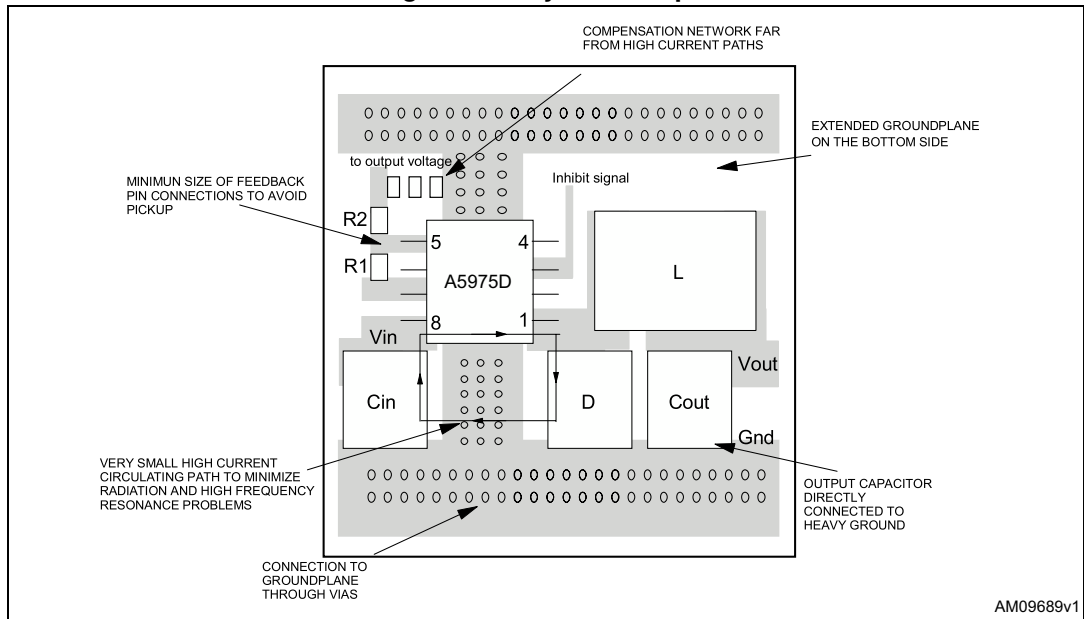 COMPENSATION NETWORK FAR
FROM HIGH CURRENT PATHS
EXTENDED GROUNDPLANE
ON THE BOTTOM SIDE
to output voltage
Inhibit signal
MINIMUN SIZE OF FEEDBACK
PIN CONNECTIONS TO AVOID
PICKUP
R2
5
4
R1
L
A5975D
8
1
Vin
Vout
Cin
D
Cout
Gnd
VERY SMALL HIGH CURRENT
CIRCULATING PATH TO MINIMIZE
RADIATION AND HIGH FREQUENCY
RESONANCE PROBLEMS
OUTPUT CAPACITOR
DIRECTLY
CONNECTED TO
HEAVY GROUND
CONNECTION TO
GROUNDPLANE
THROUGH VIAS
AM09689v1